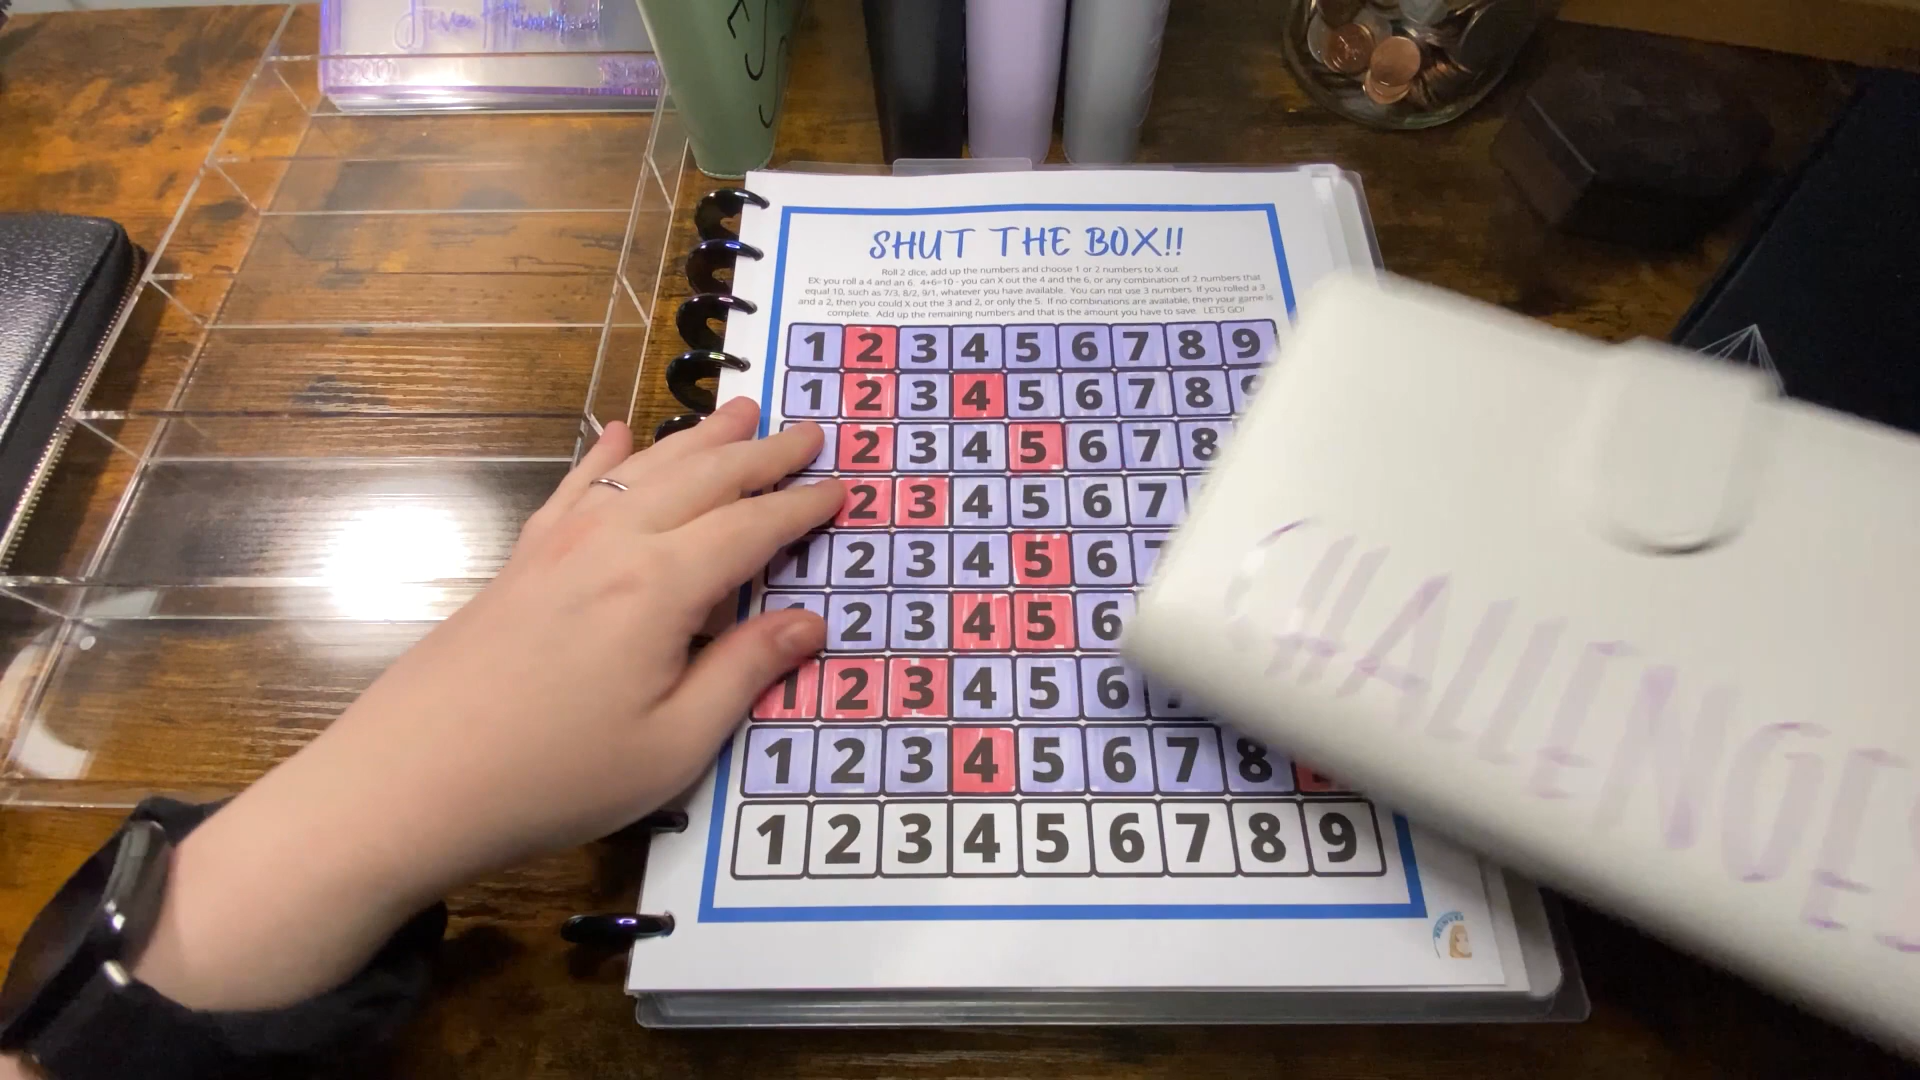 SHUT THE BOX!!
Roll 2 dice, add up the numbers and choose 1 or 2 numbers to X out.
EX: you roll a 4 and an 6. 4+6=10 - you can X out the 4 and the 6, or any combination of 2 numbers that
equal 10, such as 7/3, 8/2, 9/1, whatever you have available. You can not use 3 numbers. If you rolled a 3
and a 2, then you could X out the 3 and 2, or only the 5. If no combinations are available, then your game is
complete. Add up the remaining numbers and that is the amount you have to save. LETS GO!
1 2 3 4 5 6 7 8 9
1 2 3 4 5 6 7 8
2 3 4 5 6 7 8
2 3 4 5 6 7
1 2 3 4 5 6
1 2 3 4 5 6
1 2 3 4 5 6
1 2 3 4 5 6 7 8
1 2 3 4 5 6 7 8 9
CHALLENGES